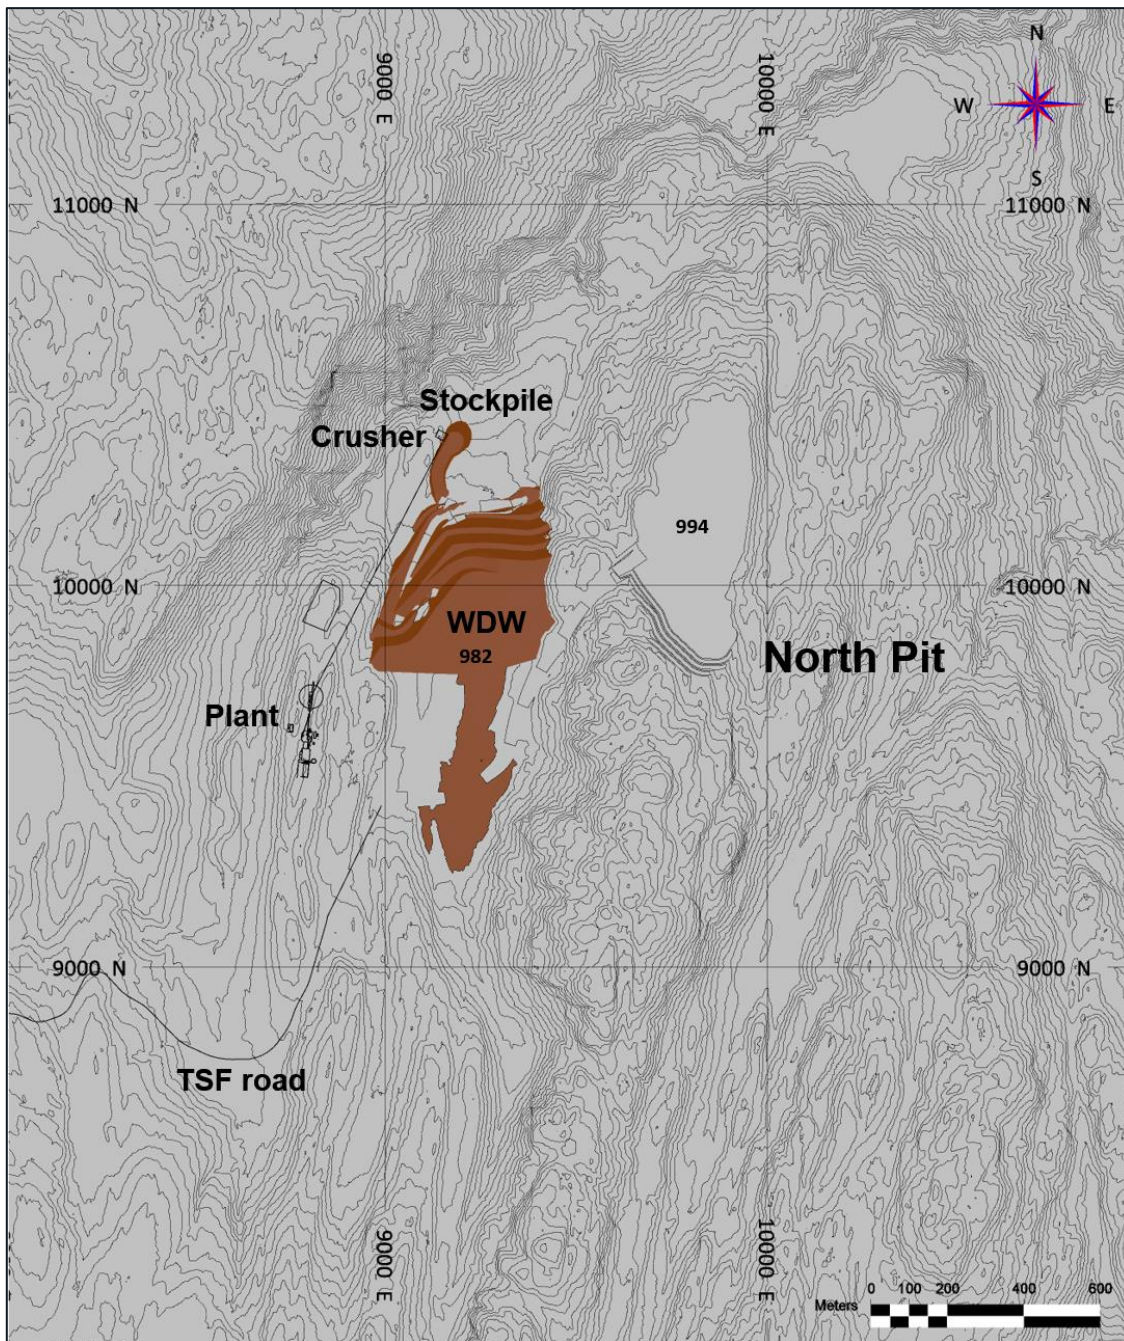 N
9000 E
10000 E
W
E
S
11000 N
11000 N
Stockpile
Crusher
994
10000 N
10000 N
WDW
982
North Pit
Plant
9000 N
9000 N
TSF road
9000 E
10000 E
0 100 200 400 600
Meters